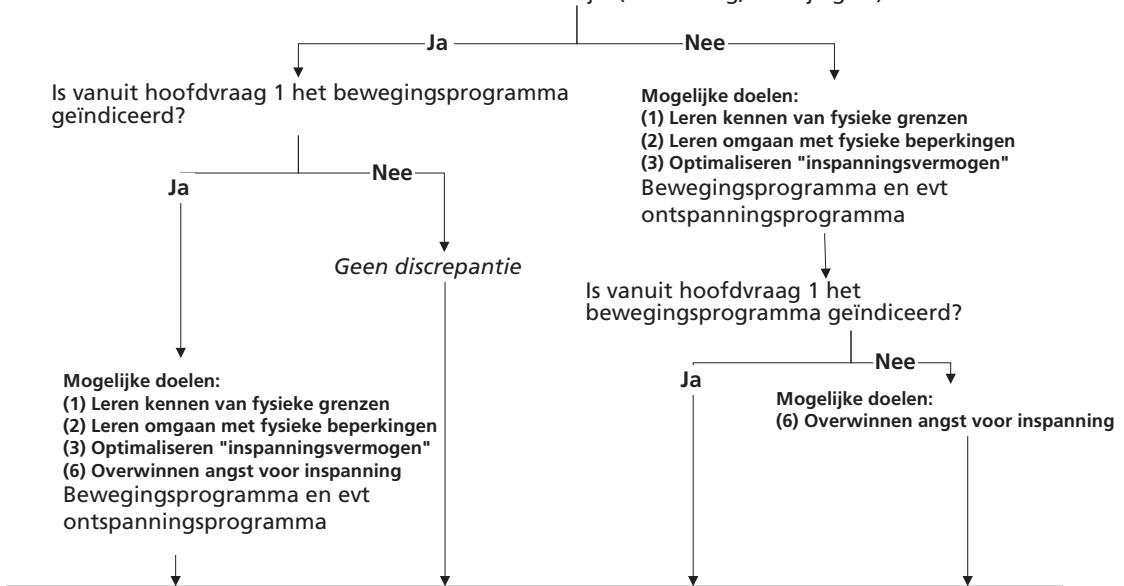 Ja
Nee
Is vanuit hoofdvraag 1 het bewegingsprogramma
geïndiceerd?
Ja
Nee
Geen discrepantie
Mogelijke doelen:
(1) Leren kennen van fysieke grenzen
(2) Leren omgaan met fysieke beperkingen
(3) Optimaliseren "inspanningsvermogen"
(6) Overwinnen angst voor inspanning
Bewegingsprogramma en evt
ontspanningsprogramma
Mogelijke doelen:
(1) Leren kennen van fysieke grenzen
(2) Leren omgaan met fysieke beperkingen
(3) Optimaliseren "inspanningsvermogen"
Bewegingsprogramma en evt
ontspanningsprogramma
Is vanuit hoofdvraag 1 het
bewegingsprogramma geïndiceerd?
Ja
Nee
Mogelijke doelen:
(6) Overwinnen angst voor inspanning